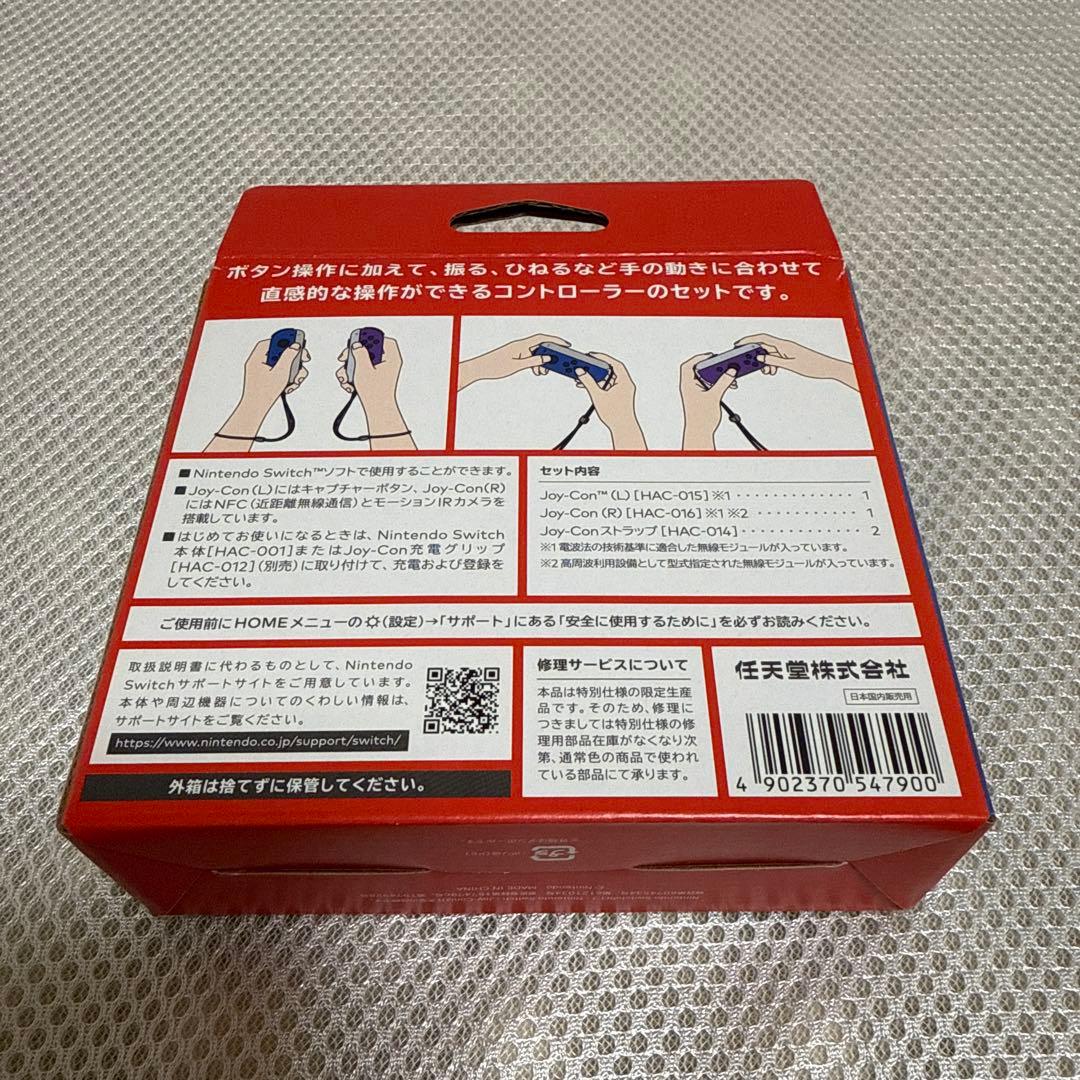 ボタン操作に加えて、振る、ひねるなど手の動きに合わせて
直感的な操作ができるコントローラーのセットです。
■ Nintendo Switch™ソフトで使用することができます。
■ Joy-Con(L)にはキャプチャーボタン、Joy-Con(R)
にはNFC(近距離無線通信)とモーションIRカメラを
搭載しています。
■ はじめてお使いになるときは、Nintendo Switch
本体[HAC-001]またはJoy-Con充電グリップ
[HAC-012](別売)に取り付けて、充電および登録を
してください。
セット内容
Joy-Con™(L)[HAC-015]※1 ・・・・・・・・・・・・・ 1
Joy-Con(R)[HAC-016]※1 ※2 ・・・・・・・・・・・ 1
Joy-Conストラップ[HAC-014]・・・・・・・・・・・・ 2
※1 電波法の技術基準に適合した無線モジュールが入っています。
※2 高周波利用設備として型式指定された無線モジュールが入っています。
ご使用前にHOMEメニューの(設定)→「サポート」にある「安全に使用するために」を必ずお読みください。
取扱説明書に代わるものとして、Nintendo
Switchサポートサイトをご用意しています。
本体や周辺機器についてのくわしい情報は、
サポートサイトをご覧ください。
https://www.nintendo.co.jp/support/switch/
外箱は捨てずに保管してください。
修理サービスについて
本品は特別仕様の限定生産
品です。そのため、修理に
つきましては特別仕様の修
理用部品在庫がなくなり次
第、通常色の商品で使われ
ている部品にて承ります。
任天堂株式会社
日本国内販売用
4 902370 547900
© Nintendo MADE IN CHINA